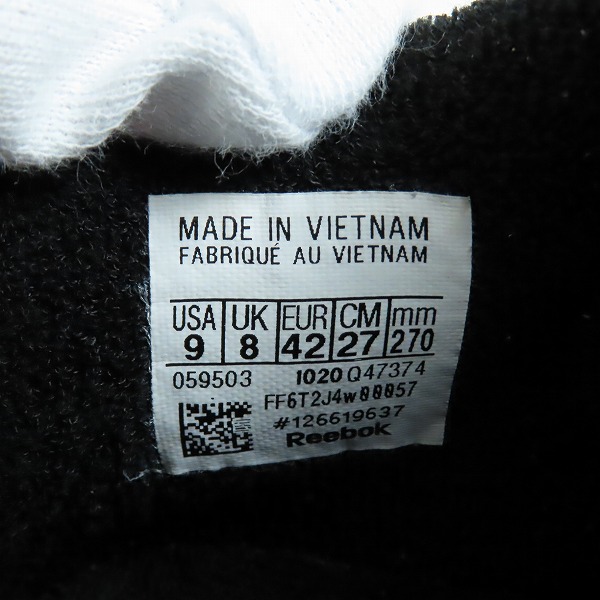 MADE IN VIETNAM
FABRIQUÉ AU VIETNAM
USA UK EUR CM mm
9 8 42 27 270
059503 1020 Q47374
FF6T2J4w00057
#126619637
Reebok